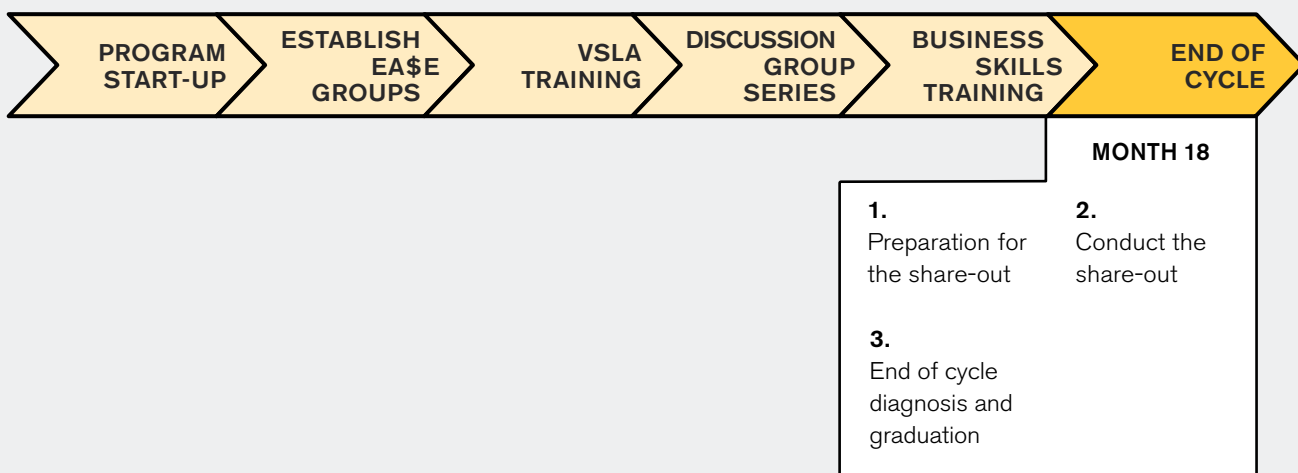 PROGRAM
START-UP
ESTABLISH
EA$E
GROUPS
VSLA
TRAINING
DISCUSSION
GROUP
SERIES
BUSINESS
SKILLS
TRAINING
END OF
CYCLE
MONTH 18
1.
Preparation for
the share-out
2.
Conduct the
share-out
3.
End of cycle
diagnosis and
graduation